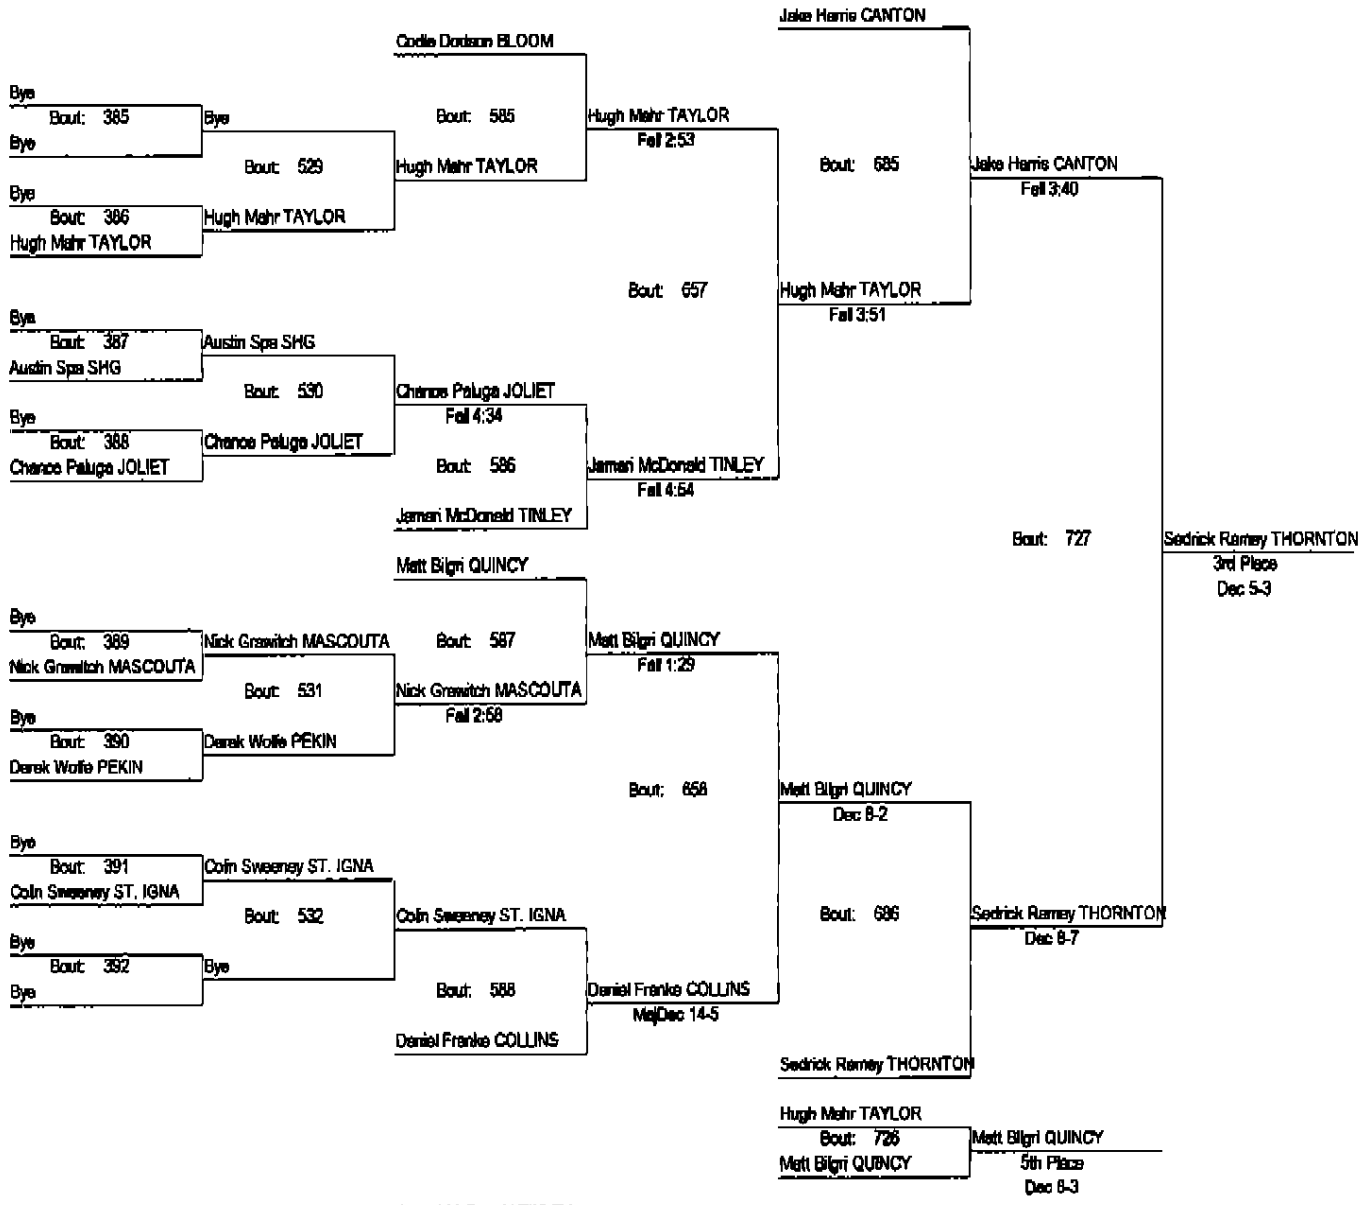 Jake Harris CANTON
Codie Dodson BLOOM
Bye
Bout: 385
Bye
Bye
Bout: 529
Bye
Bout: 386
Hugh Mahr TAYLOR
Hugh Mahr TAYLOR
Bout: 585
Hugh Mahr TAYLOR
Hugh Mahr TAYLOR
Fall 2:53
Bout: 685
Jake Harris CANTON
Fall 3:40
Bout: 657
Hugh Mahr TAYLOR
Fall 3:51
Bye
Bout: 387
Austin Spa SHG
Austin Spa SHG
Bout: 530
Bye
Bout: 388
Chance Paluga JOLIET
Chance Paluga JOLIET
Chance Paluga JOLIET
Fall 4:34
Bout: 586
Jamari McDonald TINLEY
Jamari McDonald TINLEY
Fall 4:54
Bout: 727
Sedrick Ramey THORNTON
3rd Place
Dec 5-3
Matt Bilgri QUINCY
Bye
Bout: 389
Nick Grawitch MASCOUTA
Nick Grawitch MASCOUTA
Bout: 531
Bye
Bout: 390
Derek Wolfe PEKIN
Derek Wolfe PEKIN
Bout: 587
Nick Grawitch MASCOUTA
Fall 2:58
Matt Bilgri QUINCY
Fall 1:29
Bout: 658
Matt Bilgri QUINCY
Dec 8-2
Bye
Bout: 391
Colin Sweeney ST. IGNA
Colin Sweeney ST. IGNA
Bout: 532
Bye
Bout: 392
Bye
Bye
Colin Sweeney ST. IGNA
Bout: 588
Daniel Franke COLLINS
Daniel Franke COLLINS
MajDec 14-5
Bout: 686
Sedrick Ramey THORNTON
Dec 8-7
Sedrick Ramey THORNTON
Hugh Mahr TAYLOR
Bout: 726
Matt Bilgri QUINCY
Matt Bilgri QUINCY
5th Place
Dec 8-3